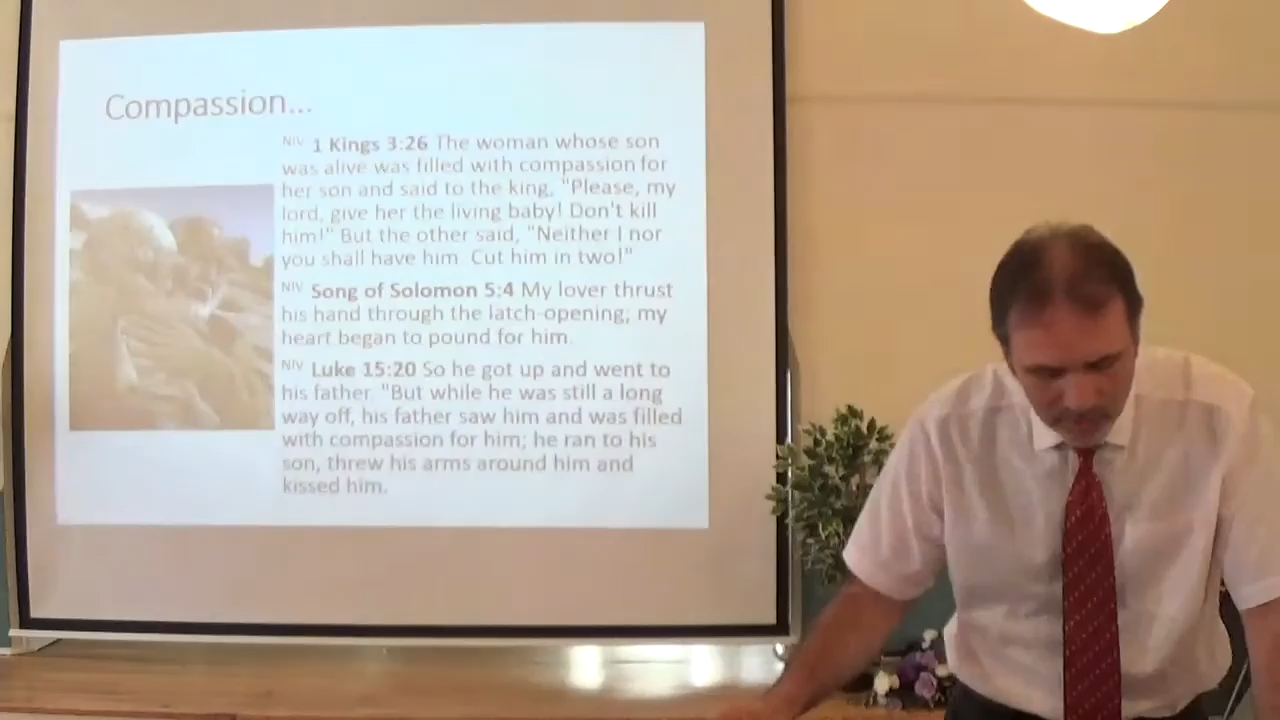 Compassion...
NIV 1 Kings 3:26 The woman whose son
was alive was filled with compassion for
her son and said to the king, "Please, my
lord, give her the living baby! Don't kill
him!" But the other said, "Neither I nor
you shall have him. Cut him in two!"
NIV Song of Solomon 5:4 My lover thrust
his hand through the latch-opening; my
heart began to pound for him.
NIV Luke 15:20 So he got up and went to
his father. "But while he was still a long
way off, his father saw him and was filled
with compassion for him; he ran to his
son, threw his arms around him and
kissed him.